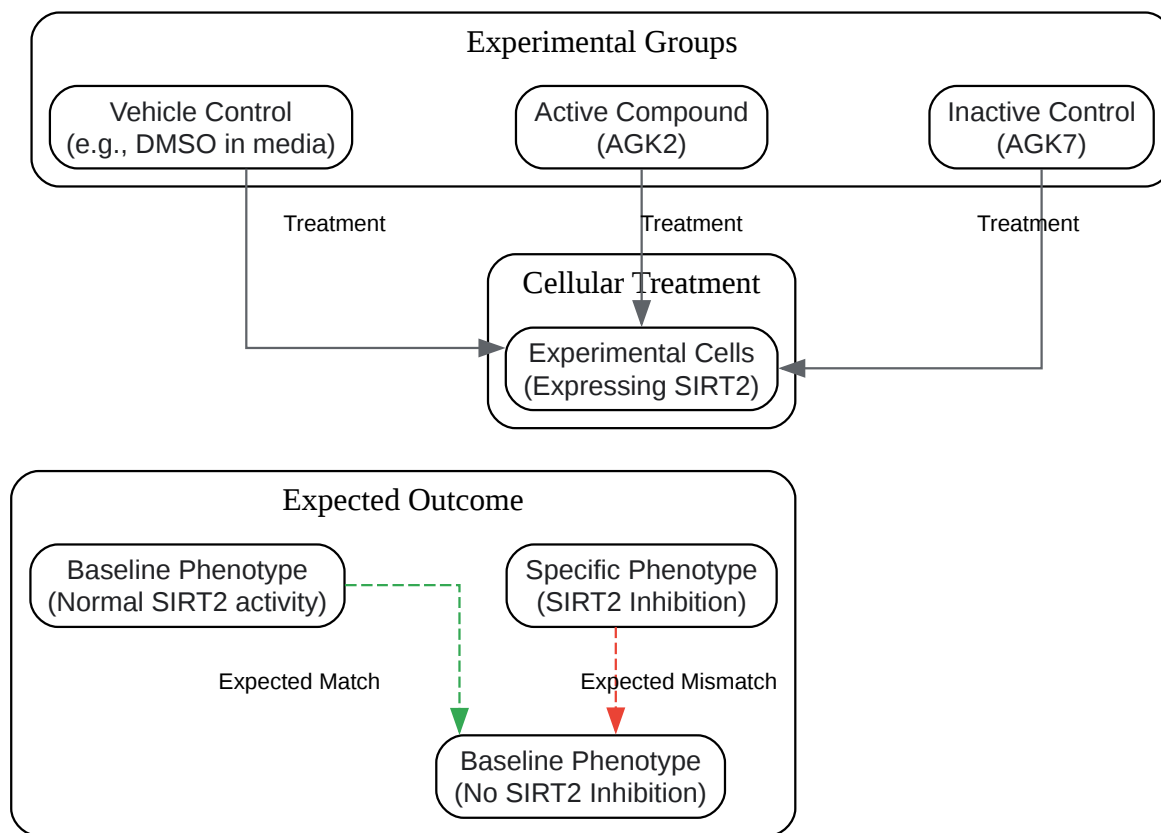 Experimental Groups
Vehicle Control
(e.g., DMSO in media)
Active Compound
(AGK2)
Inactive Control
(AGK7)
Treatment
Treatment
Treatment
Cellular Treatment
Experimental Cells
(Expressing SIRT2)
Expected Outcome
Baseline Phenotype
(Normal SIRT2 activity)
Specific Phenotype
(SIRT2 Inhibition)
Expected Match
Expected Mismatch
Baseline Phenotype
(No SIRT2 Inhibition)